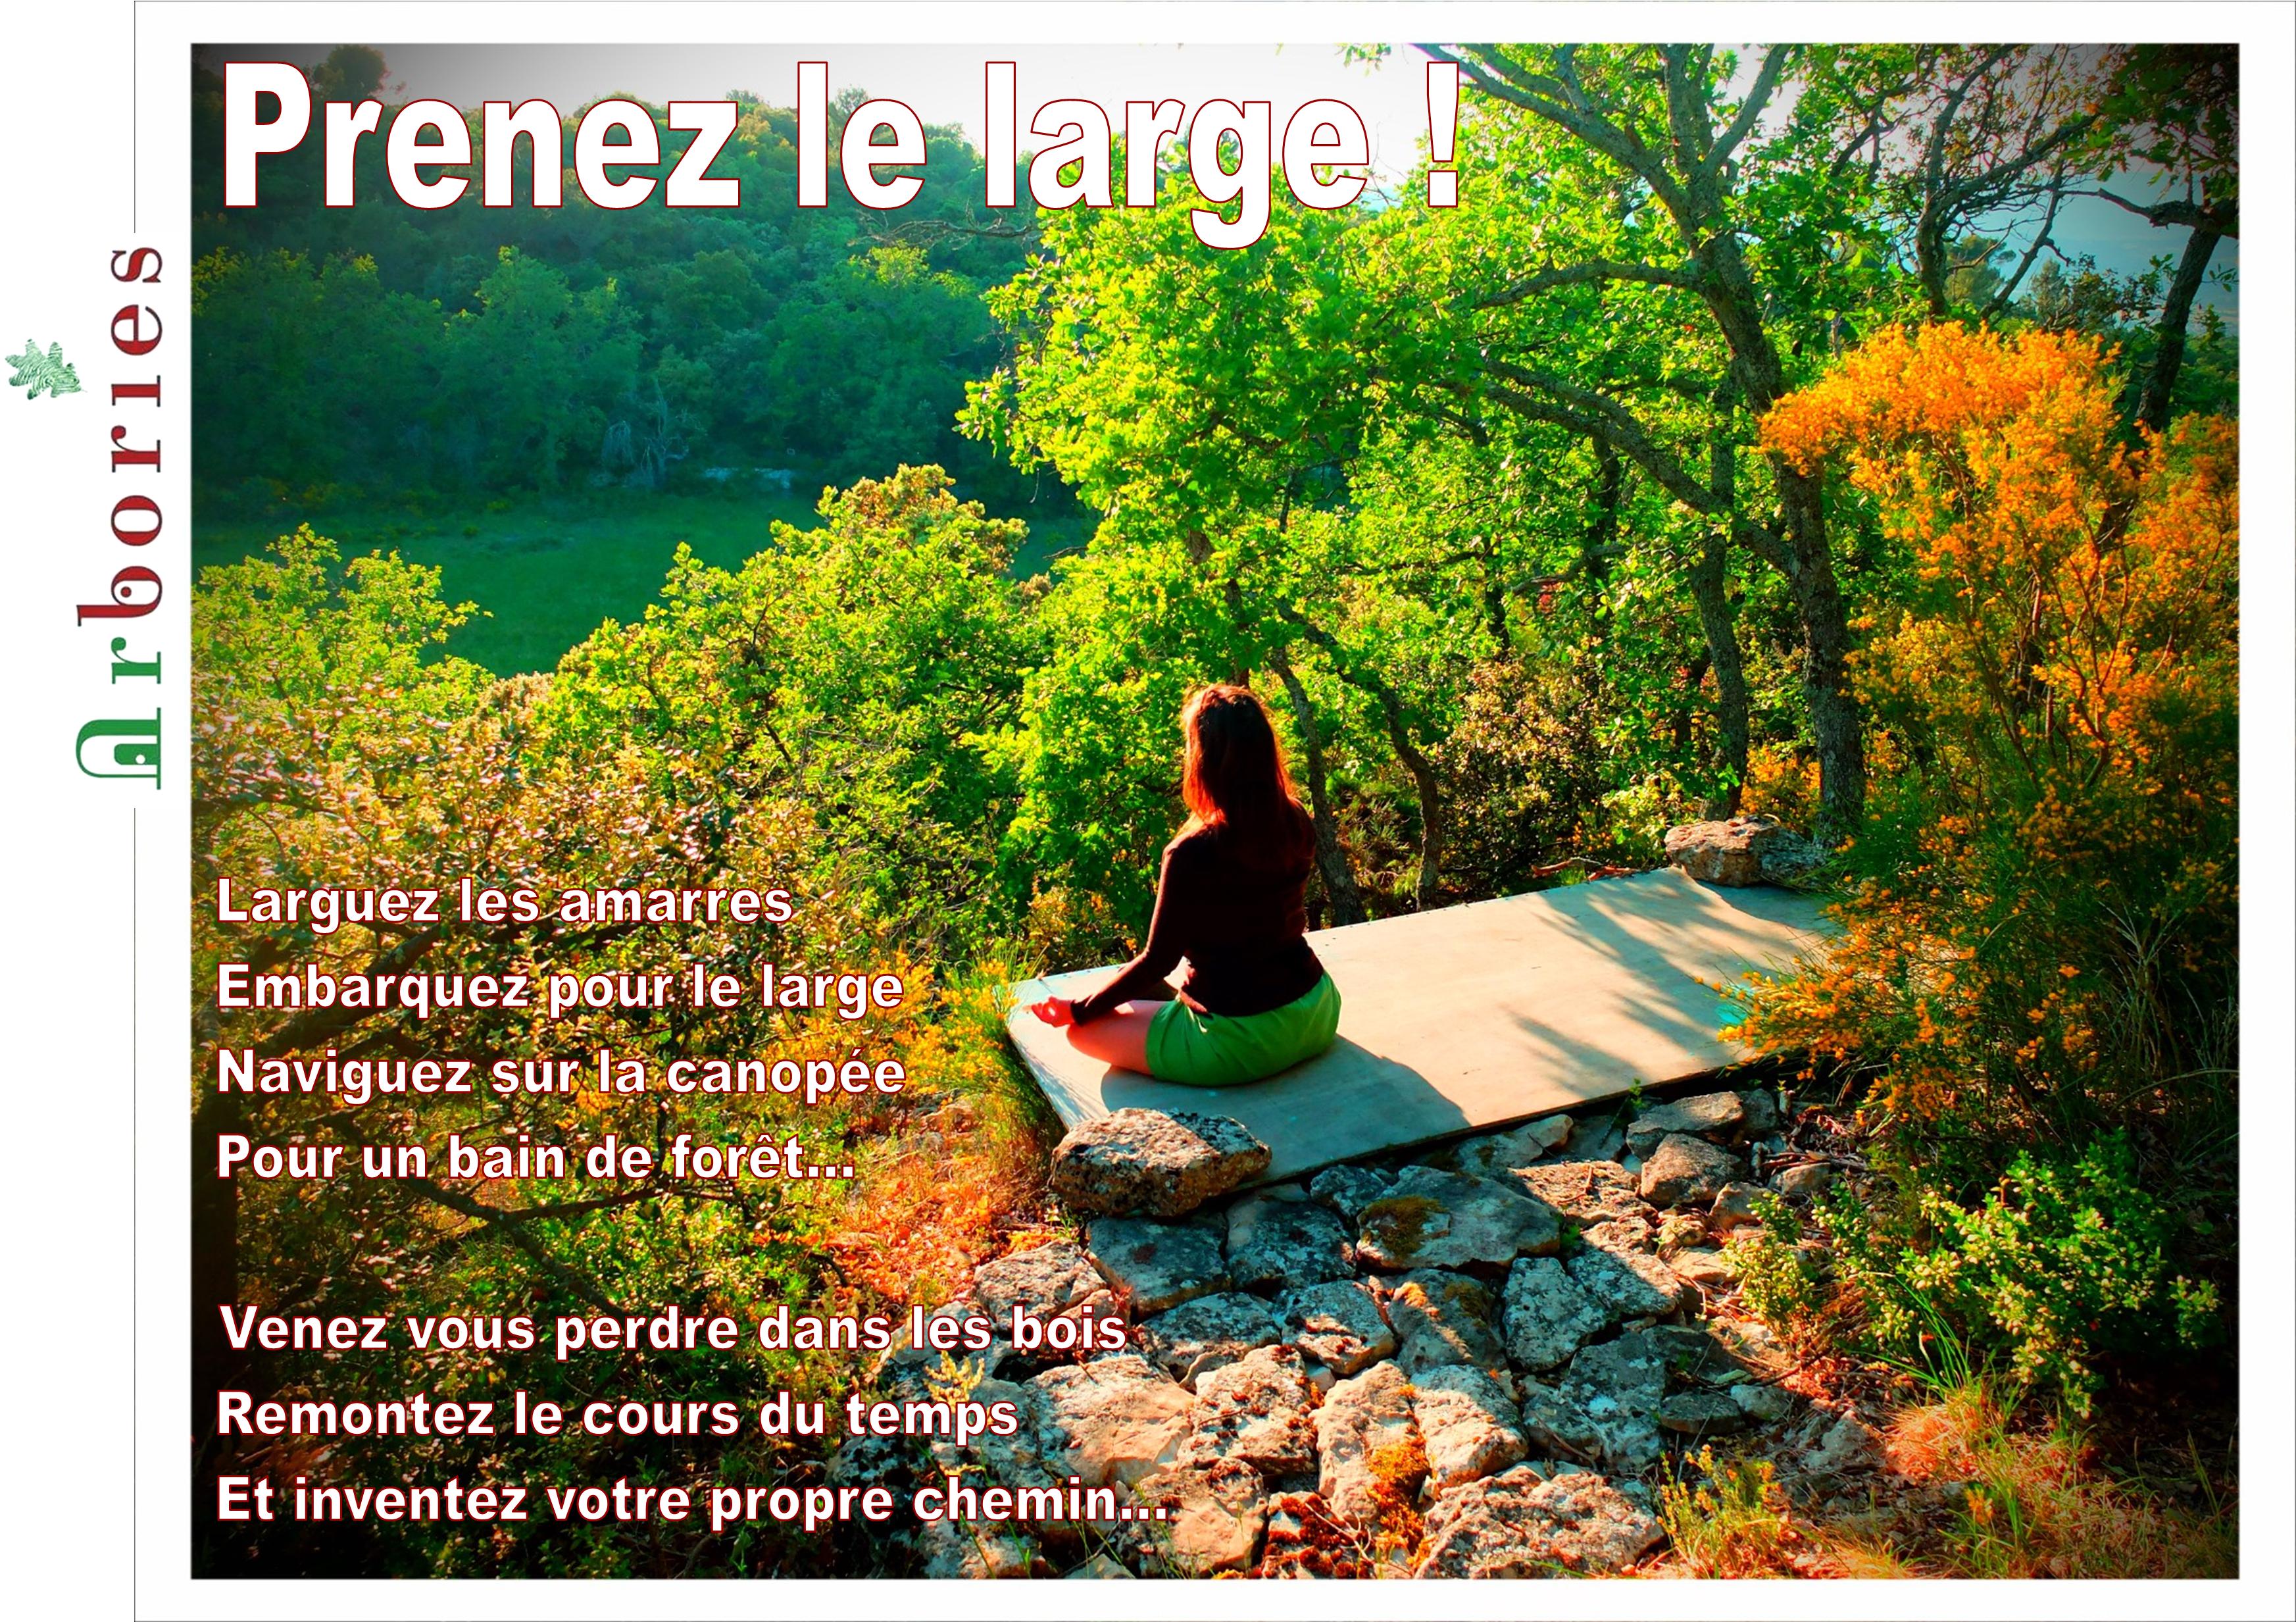 Prenez le large !
Arborıes
Larguez les amarres
Embarquez pour le large
Naviguez sur la canopée
Pour un bain de forêt...
Venez vous perdre dans les bois
Remontez le cours du temps
Et inventez votre propre chemin...